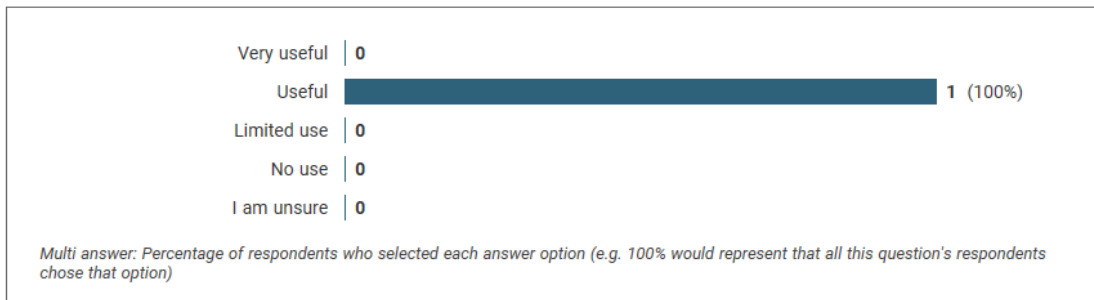 Very useful 0
Useful 1 (100%)
Limited use 0
No use 0
I am unsure 0
Multi answer: Percentage of respondents who selected each answer option (e.g. 100% would represent that all this question's respondents
chose that option)